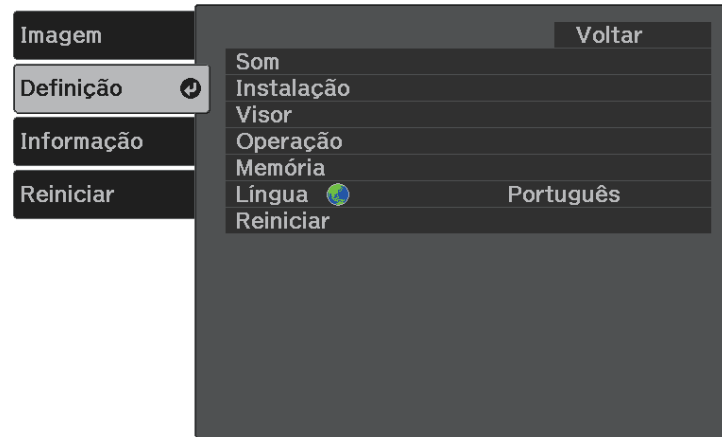 Imagem
Definição
Informação
Reiniciar
Voltar
Som
Instalação
Visor
Operação
Memória
Língua Português
Reiniciar